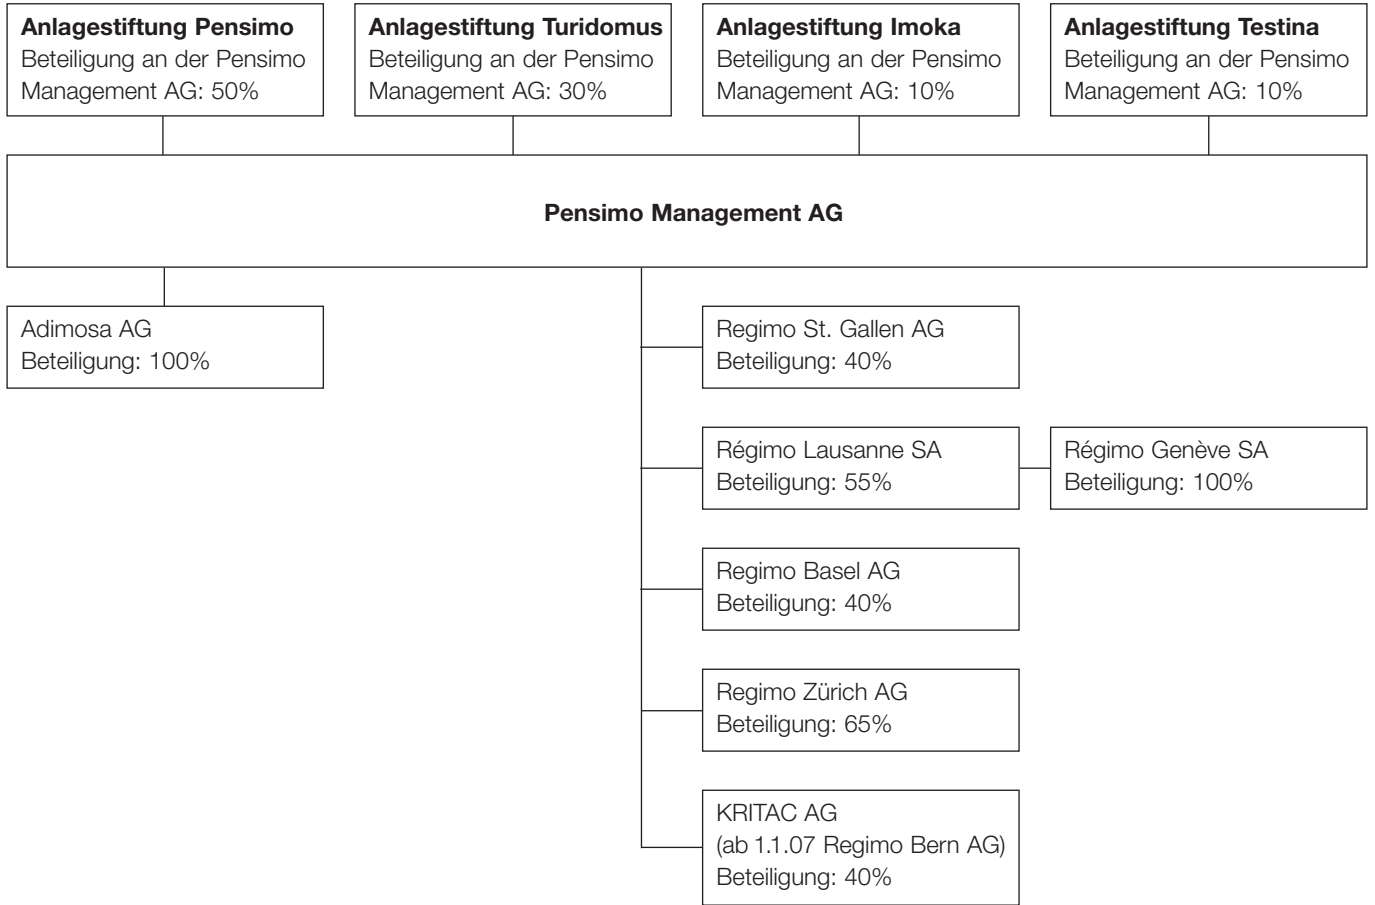 Anlagestiftung Pensimo
Beteiligung an der Pensimo
Management AG: 50%
Anlagestiftung Turidomus
Beteiligung an der Pensimo
Management AG: 30%
Anlagestiftung Imoka
Beteiligung an der Pensimo
Management AG: 10%
Anlagestiftung Testina
Beteiligung an der Pensimo
Management AG: 10%
Pensimo Management AG
Adimosa AG
Beteiligung: 100%
Regimo St. Gallen AG
Beteiligung: 40%
Régimo Lausanne SA
Beteiligung: 55%
Régimo Genève SA
Beteiligung: 100%
Regimo Basel AG
Beteiligung: 40%
Regimo Zürich AG
Beteiligung: 65%
KRITAC AG
(ab 1.1.07 Regimo Bern AG)
Beteiligung: 40%